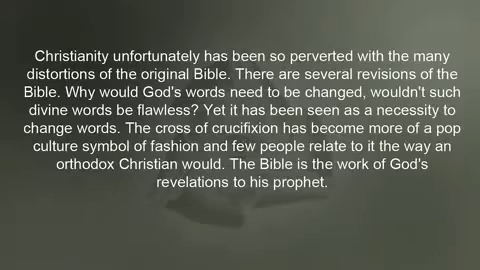 Christianity unfortunately has been so perverted with the many
distortions of the original Bible. There are several revisions of the
Bible. Why would God's words need to be changed, wouldn't such
divine words be flawless? Yet it has been seen as a necessity to
change words. The cross of crucifixion has become more of a pop
culture symbol of fashion and few people relate to it the way an
orthodox Christian would. The Bible is the work of God's
revelations to his prophet.